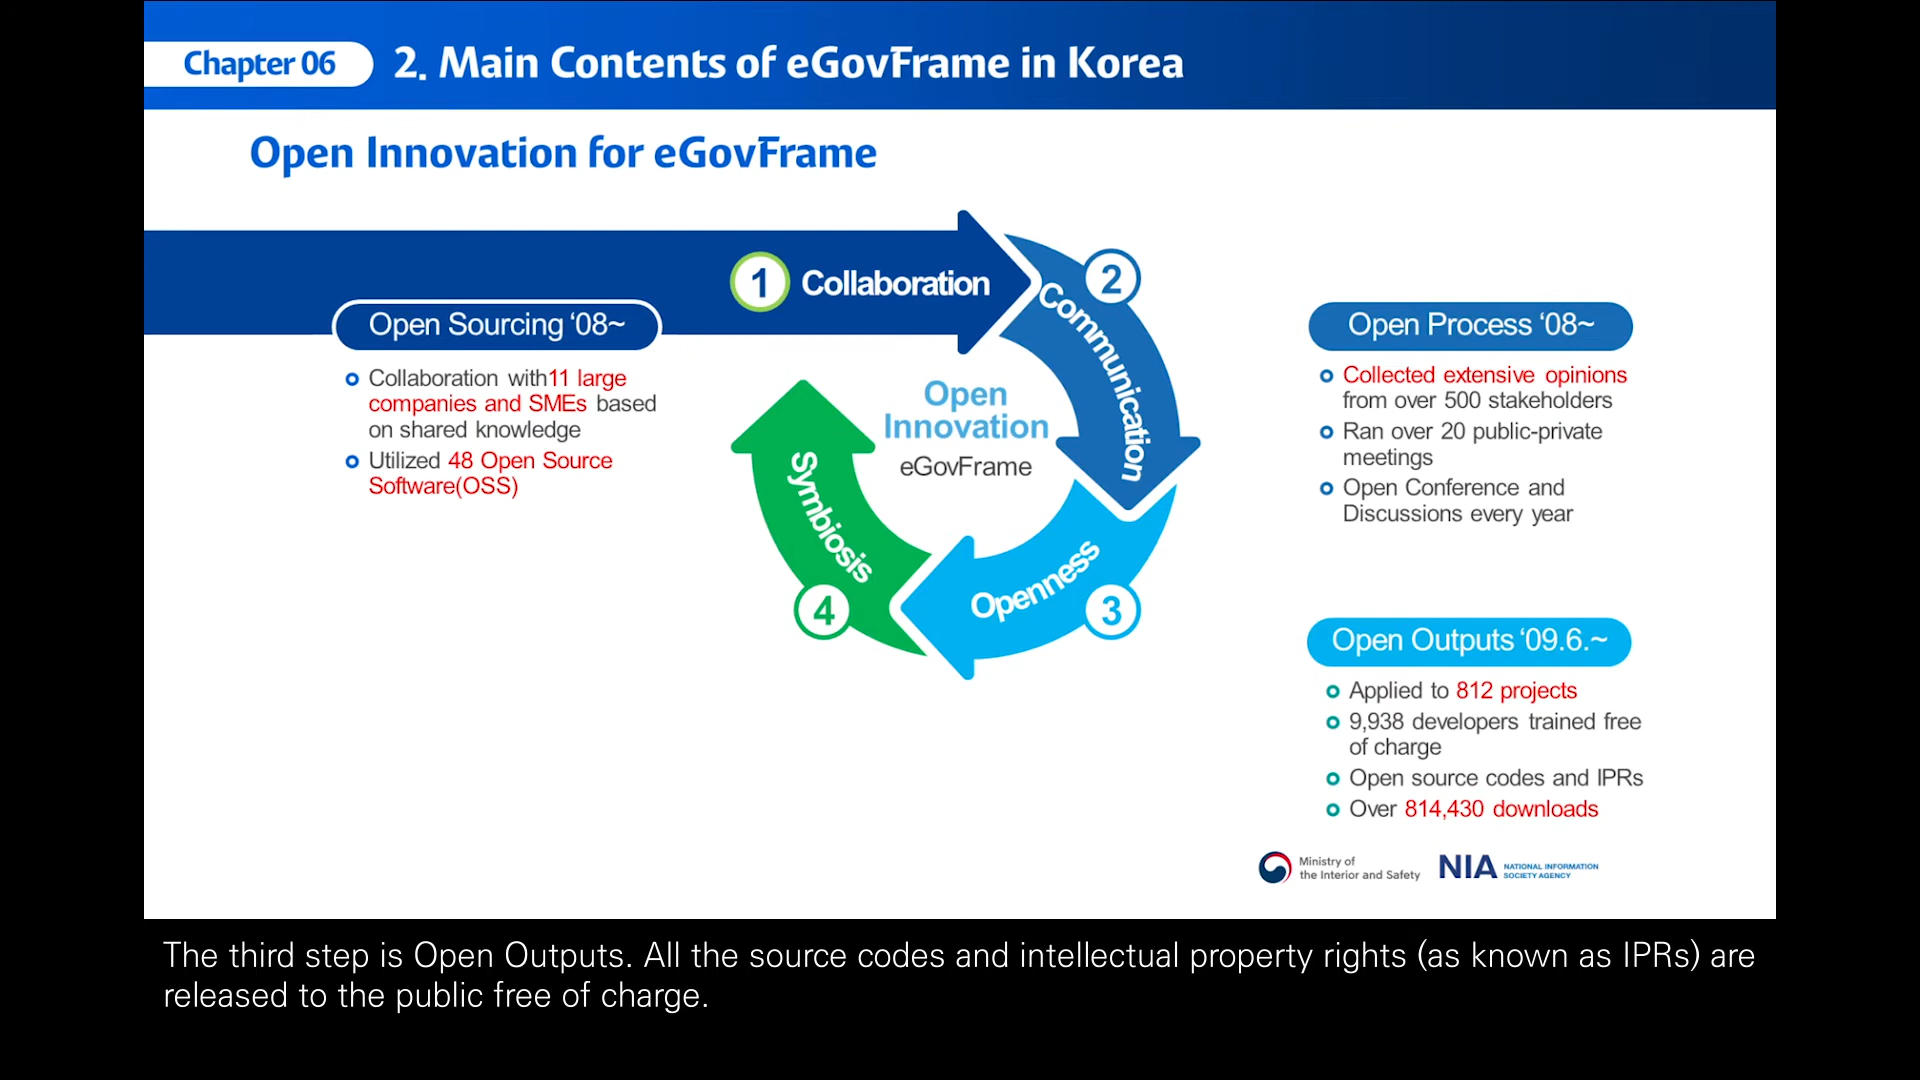 Chapter 06
2. Main Contents of eGovFrame in Korea
Open Innovation for eGovFrame
1 Collaboration
2
Communication
Open Sourcing ‘08~
Collaboration with11 large
companies and SMEs based
on shared knowledge
Utilized 48 Open Source
Software(OSS)
Open
Innovation
eGovFrame
Open Process ‘08~
Collected extensive opinions
from over 500 stakeholders
Ran over 20 public-private
meetings
Open Conference and
Discussions every year
Symbiosis
4
Openness
3
Open Outputs ‘09.6.~
Applied to 812 projects
9,938 developers trained free
of charge
Open source codes and IPRs
Over 814,430 downloads
Ministry of
the Interior and Safety
NIA NATIONAL INFORMATION
SOCIETY AGENCY
The third step is Open Outputs. All the source codes and intellectual property rights (as known as IPRs) are
released to the public free of charge.